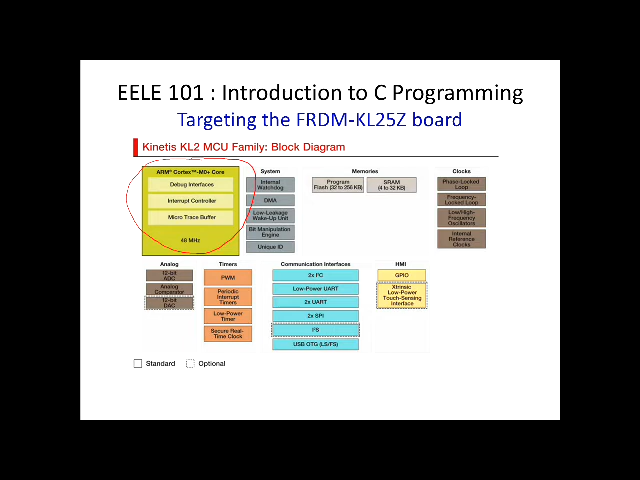 EELE 101 : Introduction to C Programming
Targeting the FRDM-KL25Z board
Kinetis KL2 MCU Family: Block Diagram
ARM® Cortex™-M0+ Core
Debug Interfaces
Interrupt Controller
Micro Trace Buffer
48 MHz
System
Internal
Watchdog
DMA
Low-Leakage
Wake-Up Unit
Bit Manipulation
Engine
Unique ID
Memories
Program
Flash (32 to 256 KB)
SRAM
(4 to 32 KB)
Clocks
Phase-Locked
Loop
Frequency-
Locked Loop
Low/High-
Frequency
Oscillators
Internal
Reference
Clocks
Analog
12-bit
ADC
Analog
Comparator
12-bit
DAC
Timers
PWM
Periodic
Interrupt
Timers
Low-Power
Timer
Secure Real-
Time Clock
Communication Interfaces
2x I²C
Low-Power UART
2x UART
2x SPI
I²S
USB OTG (LS/FS)
HMI
GPIO
Xtrinsic
Low-Power
Touch-Sensing
Interface
Standard
Optional